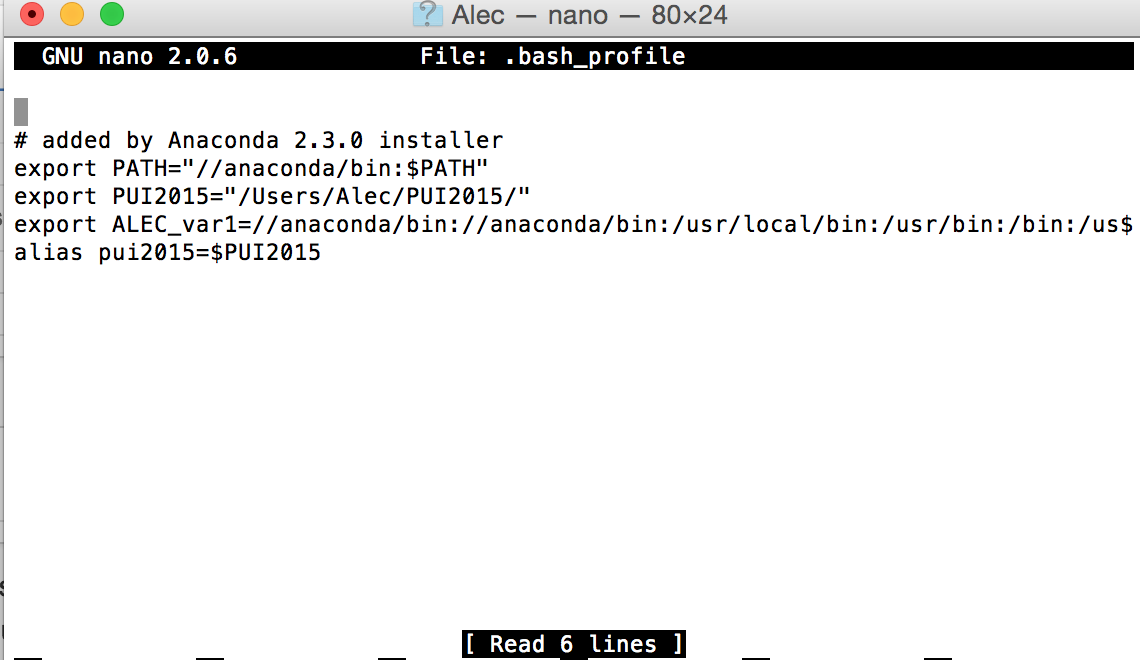 Alec — nano — 80×24
GNU nano 2.0.6 File: .bash_profile
# added by Anaconda 2.3.0 installer
export PATH="//anaconda/bin:$PATH"
export PUI2015="/Users/Alec/PUI2015/"
export ALEC_var1=//anaconda/bin://anaconda/bin:/usr/local/bin:/usr/bin:/bin:/us$
alias pui2015=$PUI2015
[ Read 6 lines ]